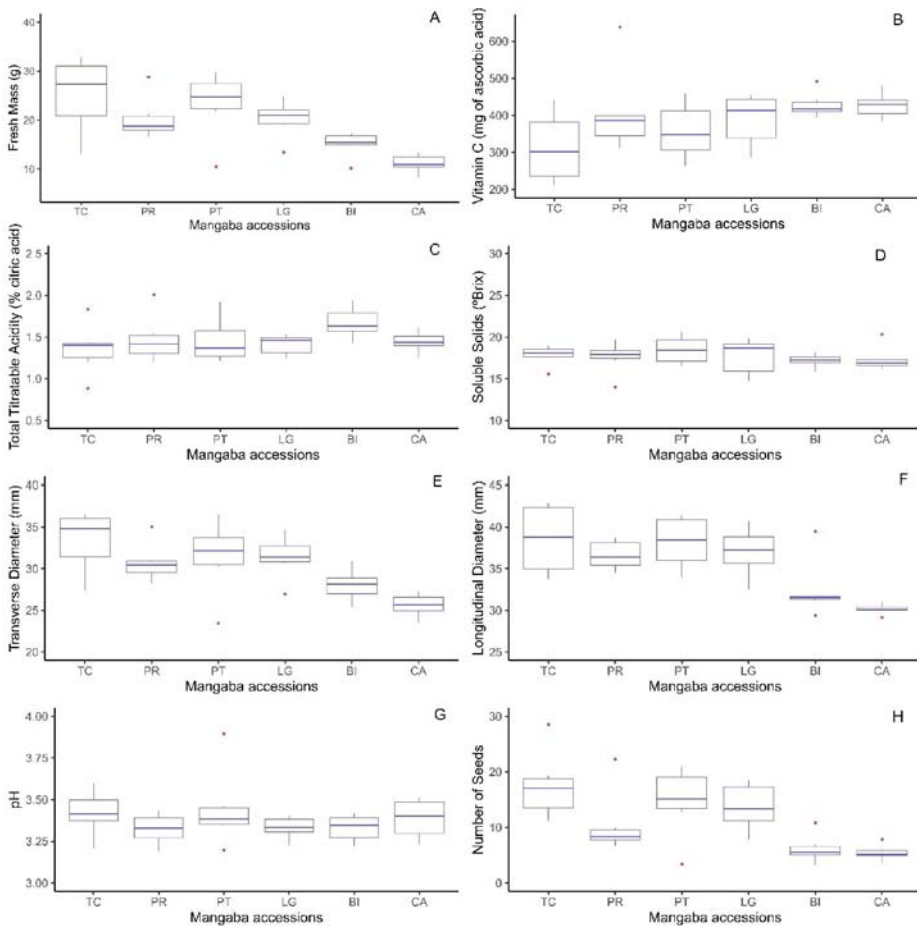 A
Fresh Mass (g)
40
30
20
10
TC PR PT LG BI CA
Mangaba accessions
B
Vitamin C (mg of ascorbic acid)
600
500
400
300
200
TC PR PT LG BI CA
Mangaba accessions
C
Total Titratable Acidity (% citric acid)
2.5
2.0
1.5
1.0
0.5
TC PR PT LG BI CA
Mangaba accessions
D
Soluble Solids (ºBrix)
30
25
20
15
10
TC PR PT LG BI CA
Mangaba accessions
E
Transverse Diameter (mm)
40
35
30
25
20
TC PR PT LG BI CA
Mangaba accessions
F
Longitudinal Diameter (mm)
45
40
35
30
25
TC PR PT LG BI CA
Mangaba accessions
G
pH
4.00
3.75
3.50
3.25
3.00
TC PR PT LG BI CA
Mangaba accessions
H
Number of Seeds
30
20
10
0
TC PR PT LG BI CA
Mangaba accessions